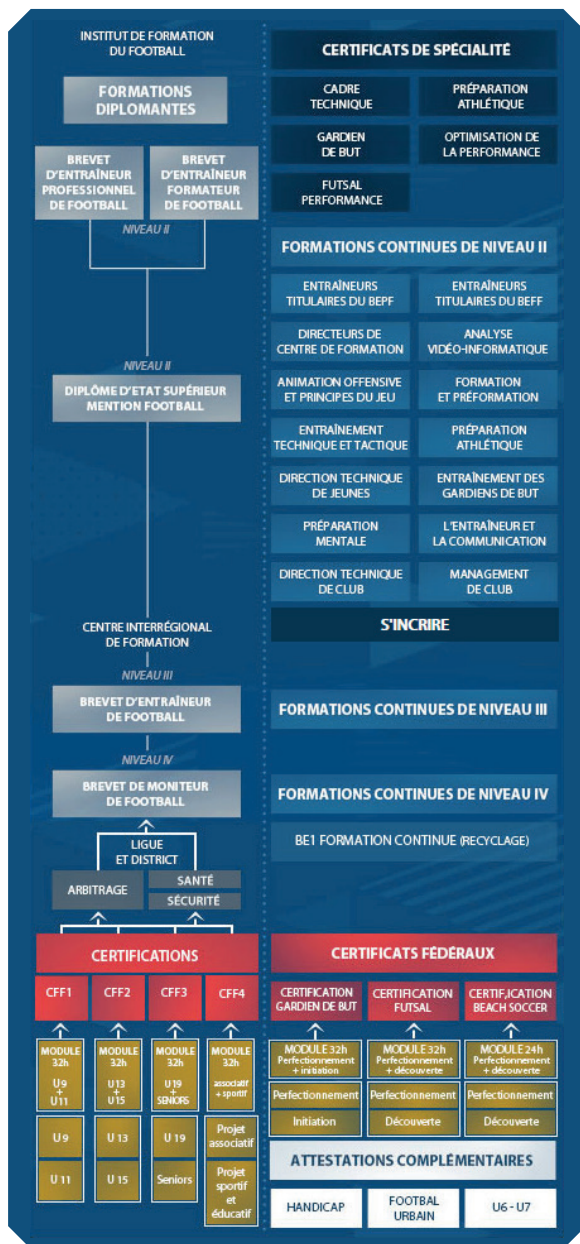 INSTITUT DE FORMATION
DU FOOTBALL
FORMATIONS
DIPLOMANTES
BREVET
D'ENTRAÎNEUR
PROFESSIONNEL
DE FOOTBALL
BREVET
D'ENTRAÎNEUR
FORMATEUR
DE FOOTBALL
NIVEAU II
NIVEAU II
DIPLÔME D'ETAT SUPÉRIEUR
MENTION FOOTBALL
CENTRE INTERRÉGIONAL
DE FORMATION
NIVEAU III
BREVET D'ENTRAÎNEUR
DE FOOTBALL
NIVEAU IV
BREVET DE MONITEUR
DE FOOTBALL
LIGUE
ET DISTRICT
ARBITRAGE
SANTÉ
SÉCURITÉ
CERTIFICATIONS
CFF1
CFF2
CFF3
CFF4
MODULE
32h
U9
+
U11
MODULE
32h
U13
+
U15
MODULE
32h
U19
+
SENIORS
MODULE
32h
associatif
+ sportif
U 9
U 13
U 19
Projet
associatif
U 11
U 15
Seniors
Projet
sportif
et
éducatif
CERTIFICATS DE SPÉCIALITÉ
CADRE
TECHNIQUE
PRÉPARATION
ATHLÉTIQUE
GARDIEN
DE BUT
OPTIMISATION DE
LA PERFORMANCE
FUTSAL
PERFORMANCE
FORMATIONS CONTINUES DE NIVEAU II
ENTRAÎNEURS
TITULAIRES DU BEPF
ENTRAÎNEURS
TITULAIRES DU BEFF
DIRECTEURS DE
CENTRE DE FORMATION
ANALYSE
VIDÉO-INFORMATIQUE
ANIMATION OFFENSIVE
ET PRINCIPES DU JEU
FORMATION
ET PRÉFORMATION
ENTRAÎNEMENT
TECHNIQUE ET TACTIQUE
PRÉPARATION
ATHLÉTIQUE
DIRECTION TECHNIQUE
DE JEUNES
ENTRAÎNEMENT DES
GARDIENS DE BUT
PRÉPARATION
MENTALE
L'ENTRAÎNEUR ET
LA COMMUNICATION
DIRECTION TECHNIQUE
DE CLUB
MANAGEMENT
DE CLUB
S'INCRIRE
FORMATIONS CONTINUES DE NIVEAU III
FORMATIONS CONTINUES DE NIVEAU IV
BE1 FORMATION CONTINUE (RECYCLAGE)
CERTIFICATS FÉDÉRAUX
CERTIFICATION
GARDIEN DE BUT
CERTIFICATION
FUTSAL
CERTIF,ICATION
BEACH SOCCER
MODULE 32h
Perfectionnement
+ initiation
MODULE 32h
Perfectionnement
+ découverte
MODULE 24h
Perfectionnement
+ découverte
Perfectionnement
Perfectionnement
Perfectionnement
Initiation
Découverte
Découverte
ATTESTATIONS COMPLÉMENTAIRES
HANDICAP
FOOTBAL
URBAIN
U6 - U7